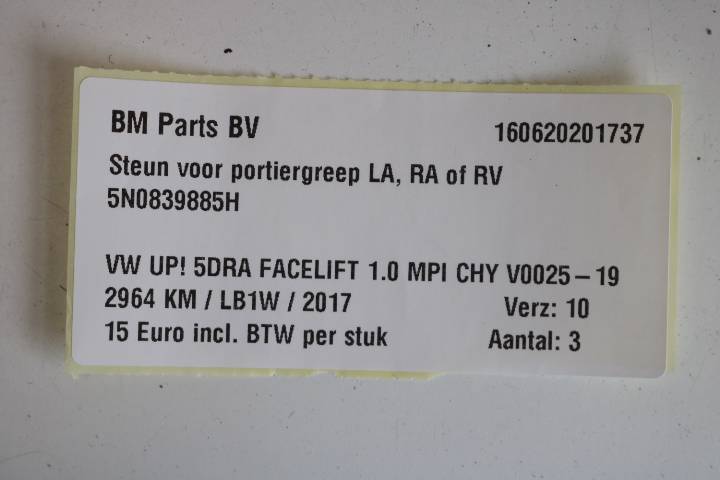 BM Parts BV 160620201737
Steun voor portiergreep LA, RA of RV
5N0839885H
VW UP! 5DRA FACELIFT 1.0 MPI CHY V0025-19
2964 KM / LB1W / 2017 Verz: 10
15 Euro incl. BTW per stuk Aantal: 3